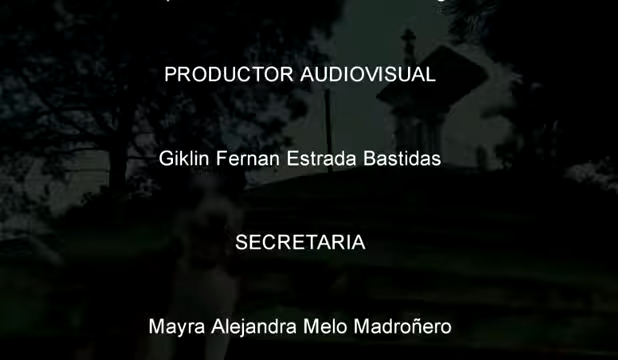 PRODUCTOR AUDIOVISUAL
Giklin Fernan Estrada Bastidas
SECRETARIA
Mayra Alejandra Melo Madroñero